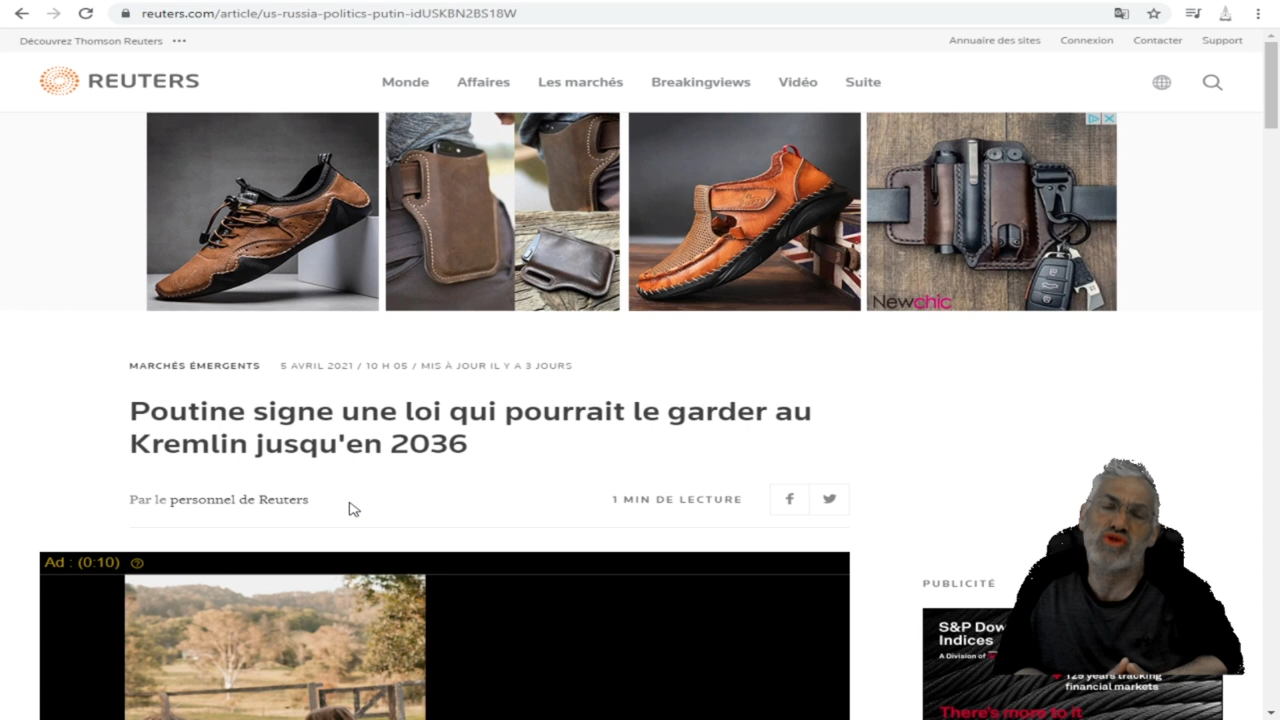 reuters.com/article/us-russia-politics-putin-idUSKBN2BS18W
Découvrez Thomson Reuters •••
Annuaire des sites Connexion Contacter Support
REUTERS
Monde Affaires Les marchés Breakingviews Vidéo Suite
Newchic
MARCHÉS ÉMERGENTS 5 AVRIL 2021 / 10 H 05 / MIS À JOUR IL Y A 3 JOURS
Poutine signe une loi qui pourrait le garder au
Kremlin jusqu'en 2036
Par le personnel de Reuters
1 MIN DE LECTURE
Ad : (0:10)
PUBLICITÉ
S&P Dow
Indices
A Division of
125 years tracking
financial markets
There's more to it